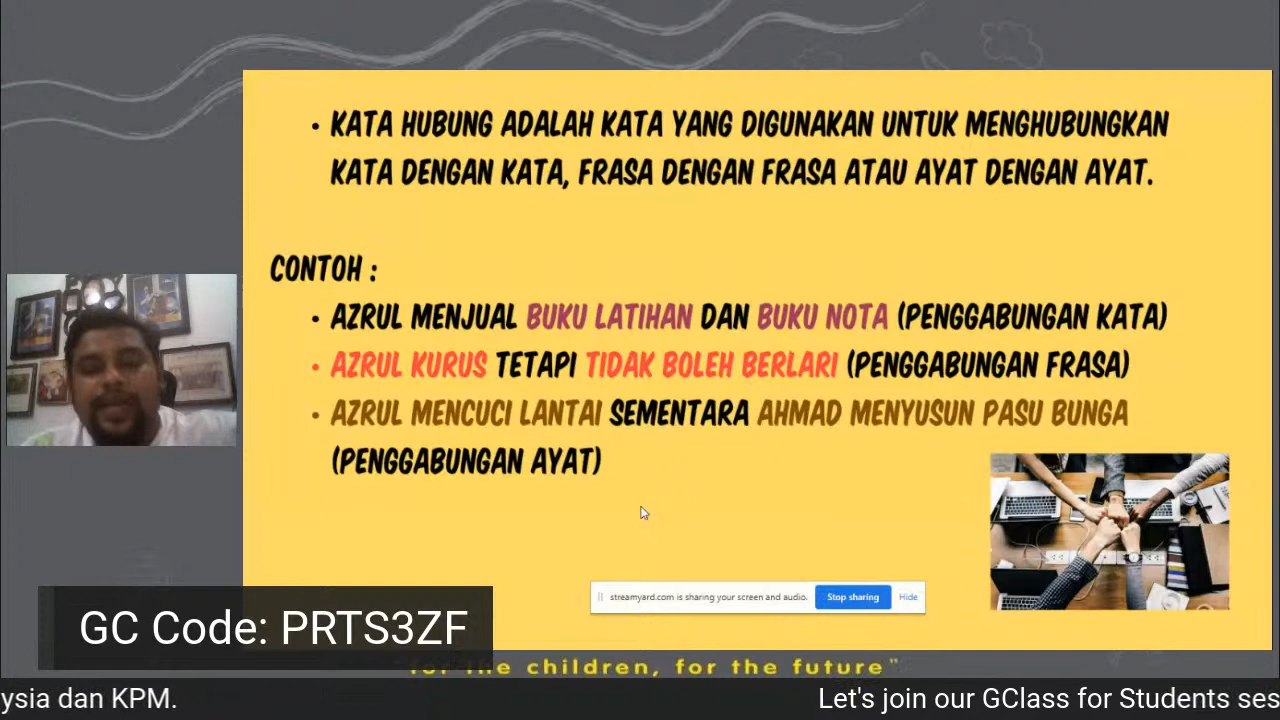 • KATA HUBUNG ADALAH KATA YANG DIGUNAKAN UNTUK MENGHUBUNGKAN
KATA DENGAN KATA, FRASA DENGAN FRASA ATAU AYAT DENGAN AYAT.
CONTOH :
• AZRUL MENJUAL BUKU LATIHAN DAN BUKU NOTA (PENGGABUNGAN KATA)
• AZRUL KURUS TETAPI TIDAK BOLEH BERLARI (PENGGABUNGAN FRASA)
• AZRUL MENCUCI LANTAI SEMENTARA AHMAD MENYUSUN PASU BUNGA
(PENGGABUNGAN AYAT)
streamyard.com is sharing your screen and audio. Stop sharing Hide
GC Code: PRTS3ZF
for the children, for the future"
ysia dan KPM. Let's join our GClass for Students ses